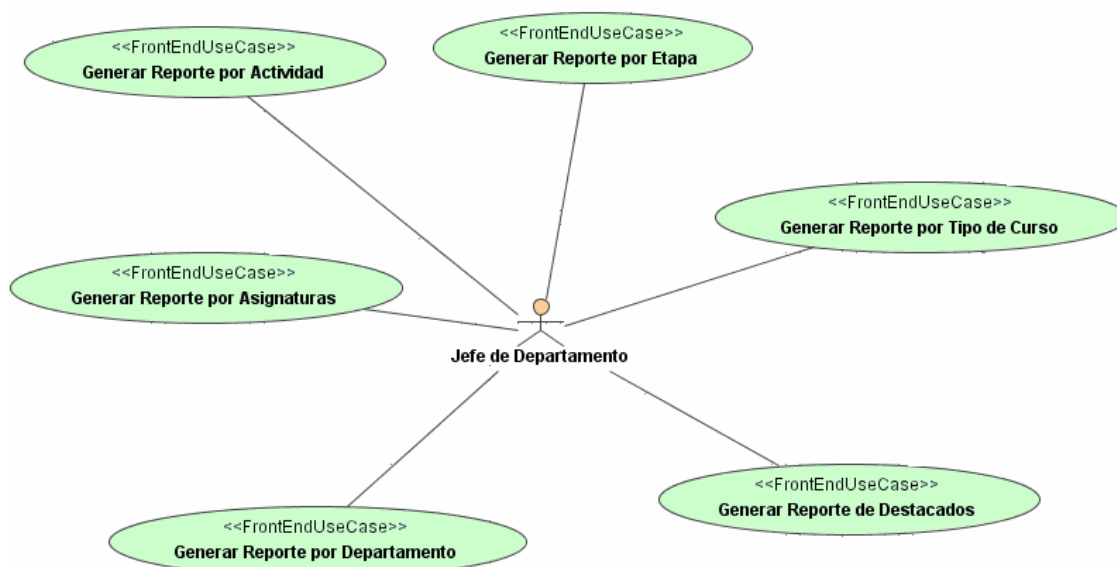 <<FrontEndUseCase>>
Generar Reporte por Actividad
<<FrontEndUseCase>>
Generar Reporte por Etapa
<<FrontEndUseCase>>
Generar Reporte por Tipo de Curso
<<FrontEndUseCase>>
Generar Reporte por Asignaturas
Jefe de Departamento
<<FrontEndUseCase>>
Generar Reporte de Destacados
<<FrontEndUseCase>>
Generar Reporte por Departamento